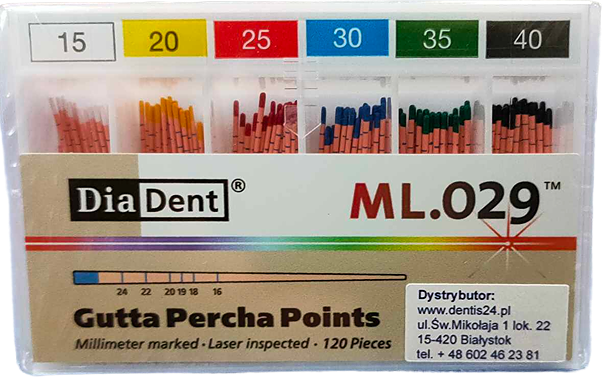 15 20 25 30 35 40
DiaDent® ML.029™
24 22 20 19 18 16
Gutta Percha Points
Millimeter marked · Laser inspected · 120 Pieces
Dystrybutor:
www.dentis24.pl
ul.Św.Mikołaja 1 lok. 22
15-420 Białystok
tel. + 48 602 46 23 81